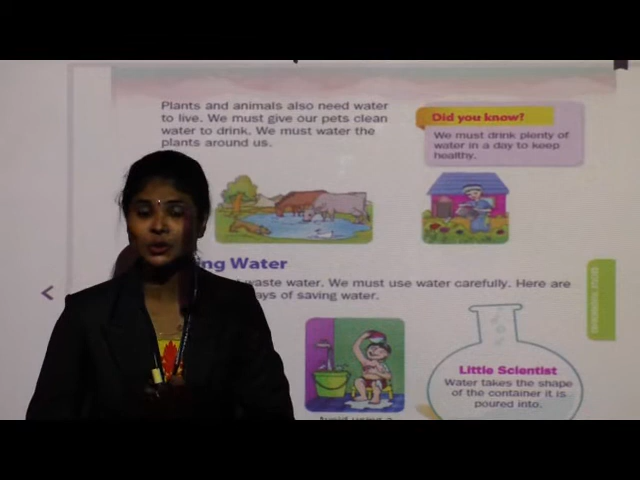 Plants and animals also need water
to live. We must give our pets clean
water to drink. We must water the
plants around us.
Did you know?
We must drink plenty of
water in a day to keep
healthy.
ng Water
waste water. We must use water carefully. Here are
ays of saving water.
Little Scientist
Water takes the shape
of the container it is
poured into.